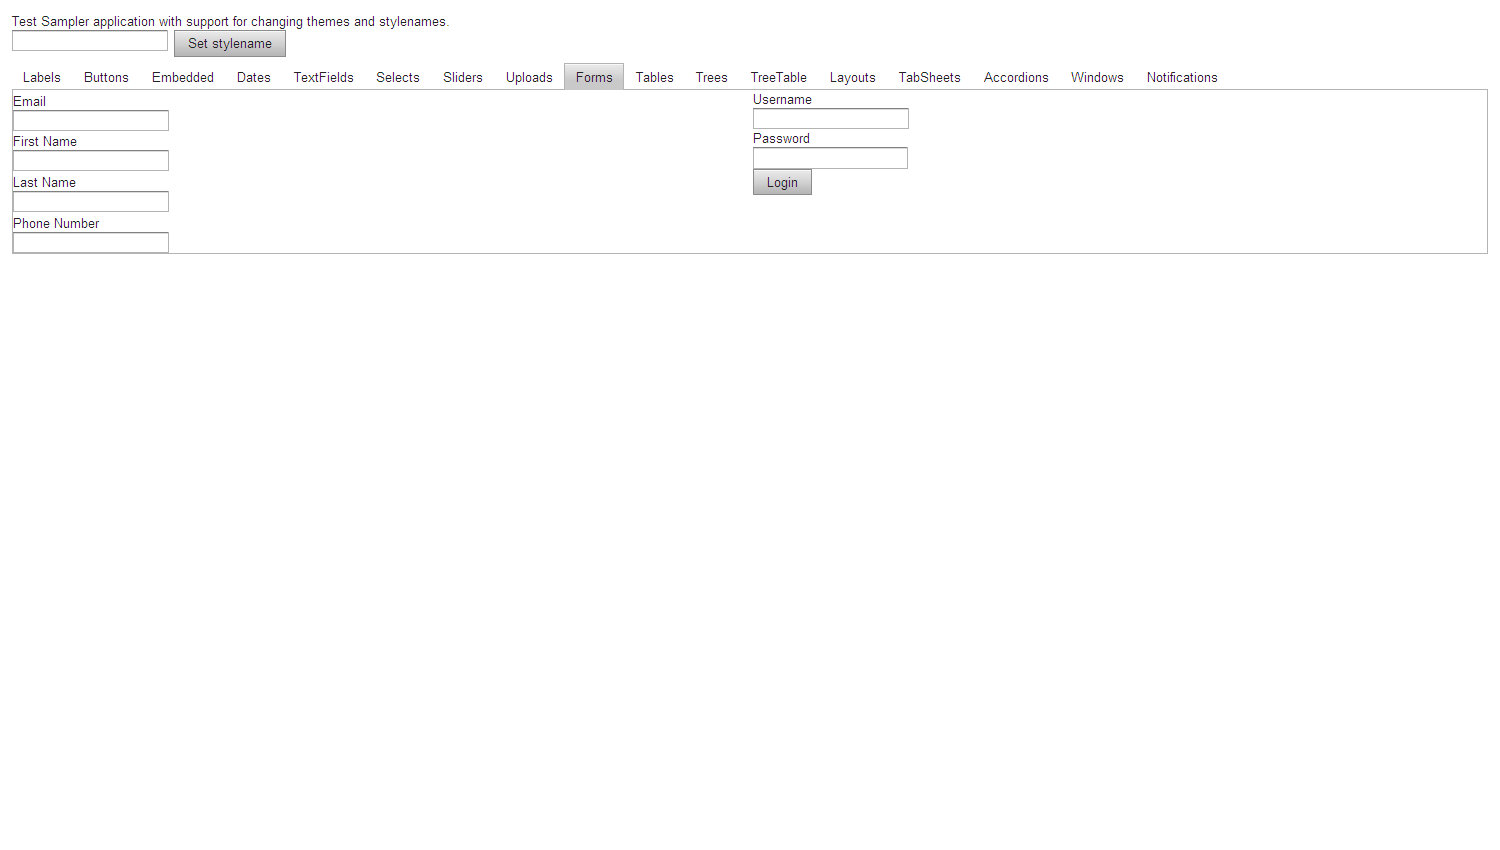 Test Sampler application with support for changing themes and stylenames.
Set stylename
Labels Buttons Embedded Dates TextFields Selects Sliders Uploads Forms Tables Trees TreeTable Layouts TabSheets Accordions Windows Notifications
Email
First Name
Last Name
Phone Number
Username
Password
Login